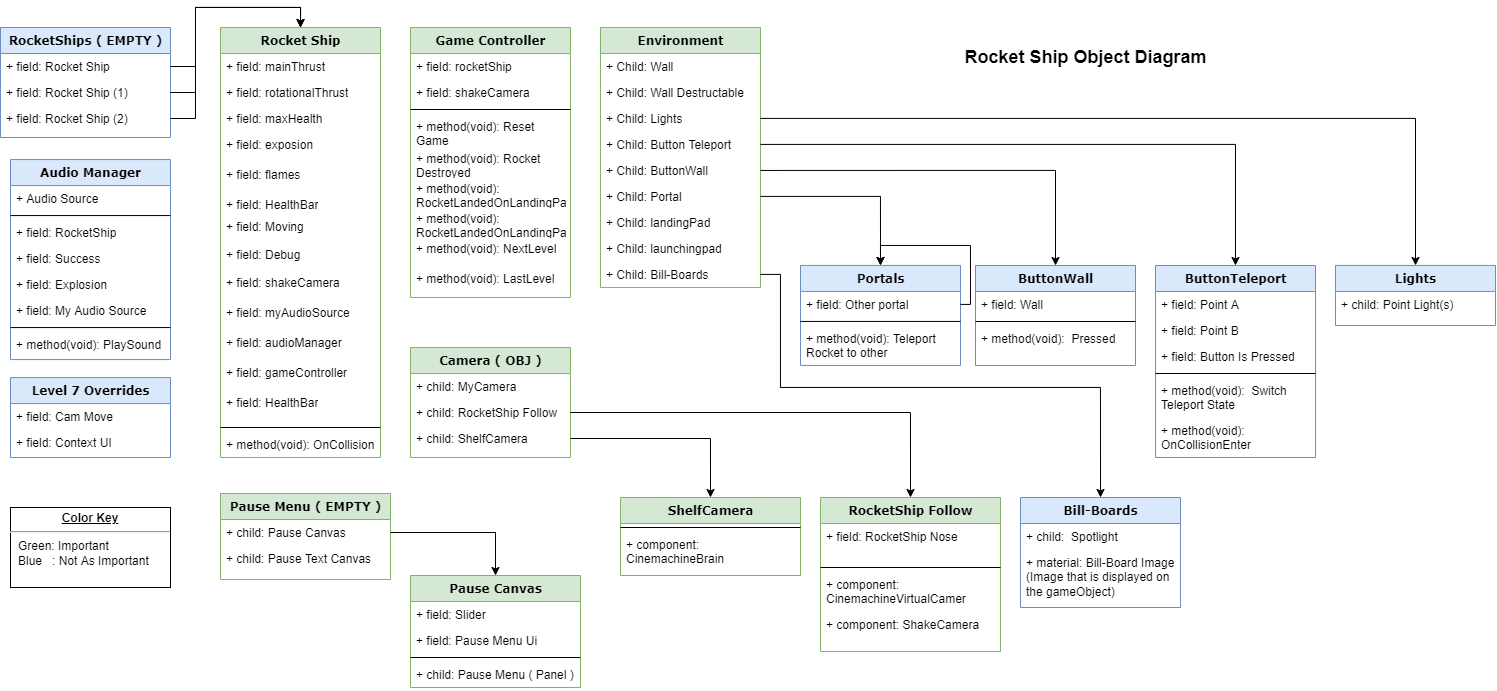 Rocket Ship Object Diagram
RocketShips ( EMPTY )
+ field: Rocket Ship
+ field: Rocket Ship (1)
+ field: Rocket Ship (2)
Audio Manager
+ Audio Source
+ field: RocketShip
+ field: Success
+ field: Explosion
+ field: My Audio Source
+ method(void): PlaySound
Level 7 Overrides
+ field: Cam Move
+ field: Context UI
Color Key
Green: Important
Blue : Not As Important
Rocket Ship
+ field: mainThrust
+ field: rotationalThrust
+ field: maxHealth
+ field: exposion
+ field: flames
+ field: HealthBar
+ field: Moving
+ field: Debug
+ field: shakeCamera
+ field: myAudioSource
+ field: audioManager
+ field: gameController
+ field: HealthBar
+ method(void): OnCollision
Pause Menu ( EMPTY )
+ child: Pause Canvas
+ child: Pause Text Canvas
Game Controller
+ field: rocketShip
+ field: shakeCamera
+ method(void): Reset
Game
+ method(void): Rocket
Destroyed
+ method(void):
RocketLandedOnLandingPa
+ method(void):
RocketLandedOnLandingPa
+ method(void): NextLevel
+ method(void): LastLevel
Camera ( OBJ )
+ child: MyCamera
+ child: RocketShip Follow
+ child: ShelfCamera
Pause Canvas
+ field: Slider
+ field: Pause Menu Ui
+ child: Pause Menu ( Panel )
Environment
+ Child: Wall
+ Child: Wall Destructable
+ Child: Lights
+ Child: Button Teleport
+ Child: ButtonWall
+ Child: Portal
+ Child: landingPad
+ Child: launchingpad
+ Child: Bill-Boards
Portals
+ field: Other portal
+ method(void): Teleport
Rocket to other
ButtonWall
+ field: Wall
+ method(void): Pressed
ButtonTeleport
+ field: Point A
+ field: Point B
+ field: Button Is Pressed
+ method(void): Switch
Teleport State
+ method(void):
OnCollisionEnter
Lights
+ child: Point Light(s)
ShelfCamera
+ component:
CinemachineBrain
RocketShip Follow
+ field: RocketShip Nose
+ component:
CinemachineVirtualCamer
+ component: ShakeCamera
Bill-Boards
+ child: Spotlight
+ material: Bill-Board Image
(Image that is displayed on
the gameObject)